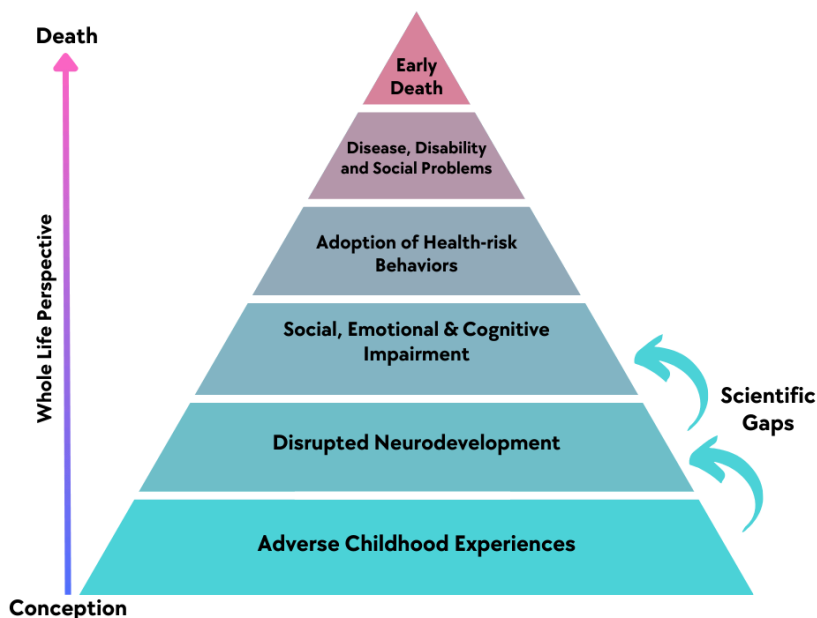 Death
Early
Death
Disease, Disability
and Social Problems
Adoption of Health-risk
Behaviors
Social, Emotional & Cognitive
Impairment
Scientific
Gaps
Disrupted Neurodevelopment
Adverse Childhood Experiences
Whole Life Perspective
Conception